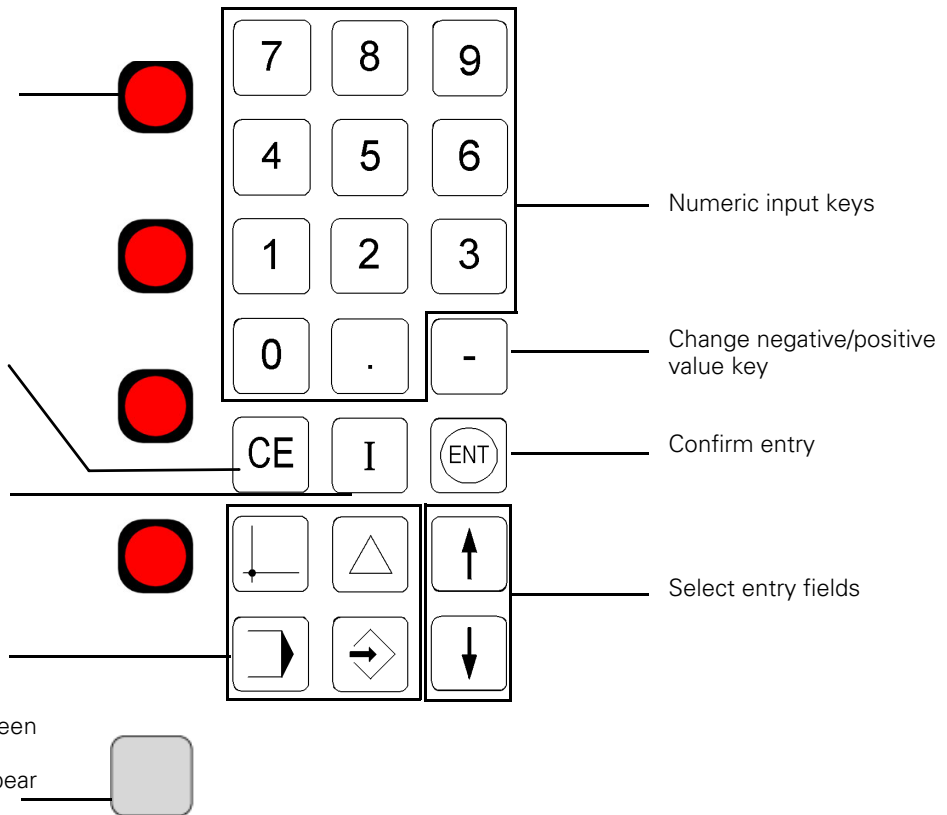 7 8 9
4 5 6
Numeric input keys
1 2 3
0 . -
Change negative/positive
value key
CE I ENT
Confirm entry
Select entry fields
een
pear